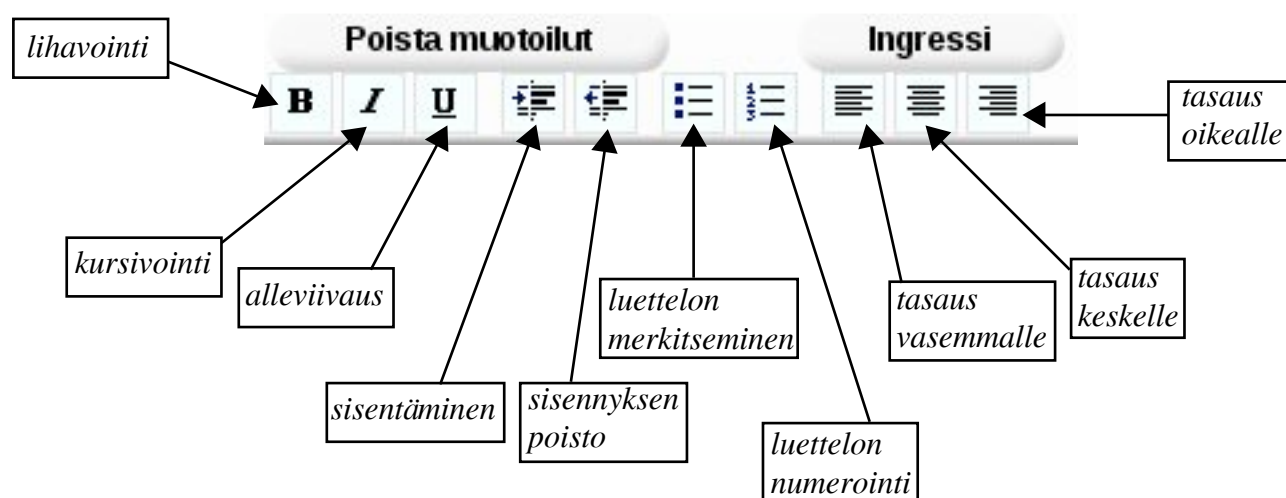 Poista muotoilut
Ingressi
lihavointi
B I U
tasaus
oikealle
kursivointi
alleviivaus
luettelon
merkitseminen
tasaus
vasemmalle
tasaus
keskelle
sisentäminen
sisennyksen
poisto
luettelon
numerointi